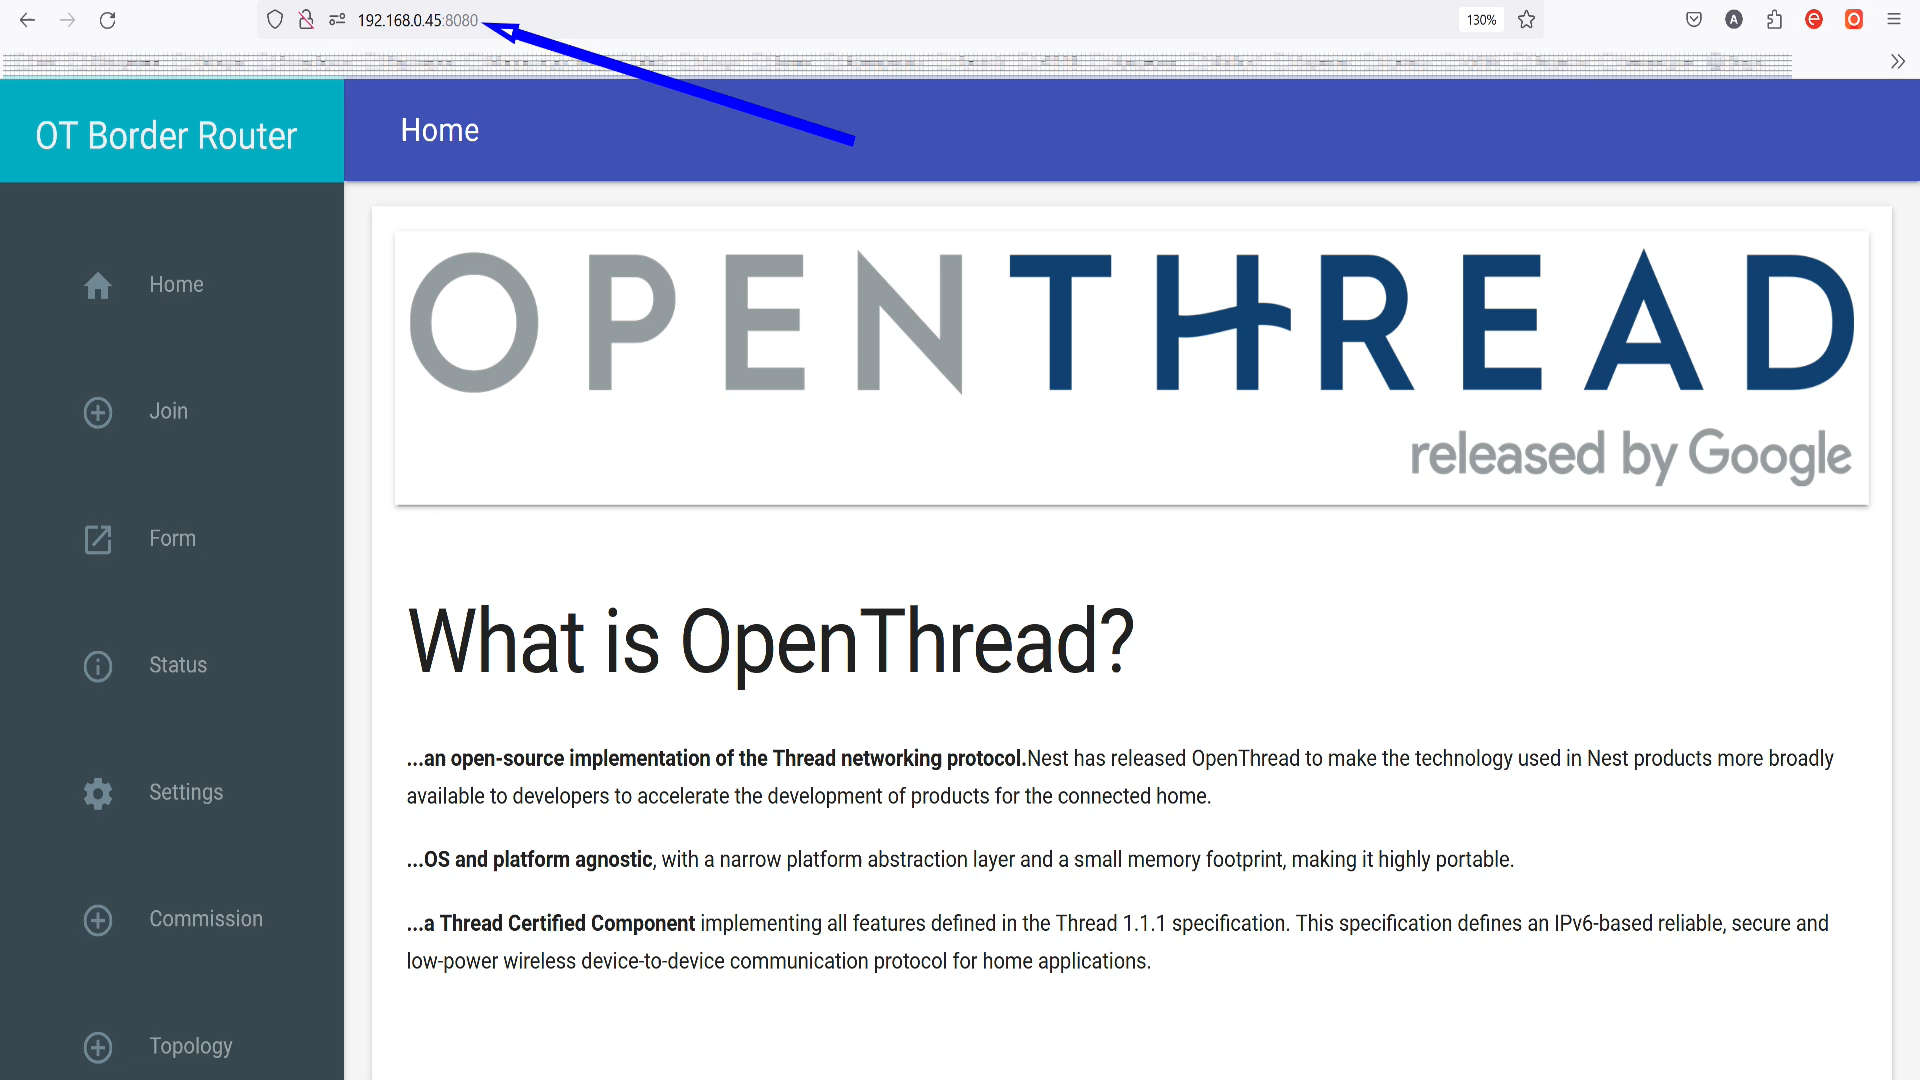 192.168.0.45:8080
130%
A
OT Border Router
Home
Home
Join
Form
Status
Settings
Commission
Topology
OPENTHREAD
released by Google
What is OpenThread?
...an open-source implementation of the Thread networking protocol.Nest has released OpenThread to make the technology used in Nest products more broadly
available to developers to accelerate the development of products for the connected home.
...OS and platform agnostic, with a narrow platform abstraction layer and a small memory footprint, making it highly portable.
...a Thread Certified Component implementing all features defined in the Thread 1.1.1 specification. This specification defines an IPv6-based reliable, secure and
low-power wireless device-to-device communication protocol for home applications.